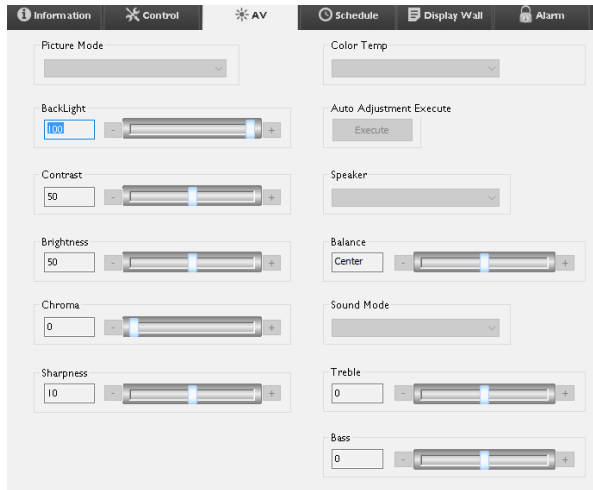 Information
Control
AV
Schedule
Display Wall
Alarm
Picture Mode
BackLight
100
-
+
Contrast
50
-
+
Brightness
50
-
+
Chroma
0
-
+
Sharpness
10
-
+
Color Temp
Auto Adjustment Execute
Execute
Speaker
Balance
Center
-
+
Sound Mode
Treble
0
-
+
Bass
0
-
+